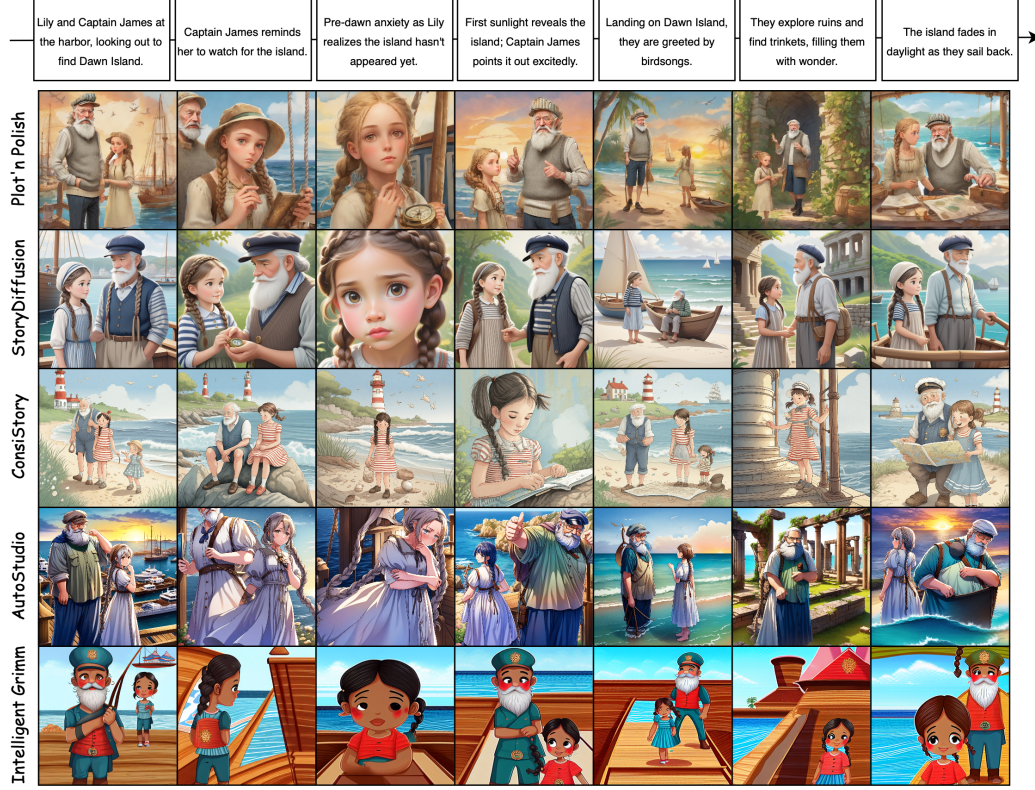 Lily and Captain James at
the harbor, looking out to
find Dawn Island.
Captain James reminds
her to watch for the island.
Pre-dawn anxiety as Lily
realizes the island hasn't
appeared yet.
First sunlight reveals the
island; Captain James
points it out excitedly.
Landing on Dawn Island,
they are greeted by
birdsongs.
They explore ruins and
find trinkets, filling them
with wonder.
The island fades in
daylight as they sail back.
Plot'n Polish
StoryDiffusion
ConsiStory
AutoStudio
Intelligent Grimm